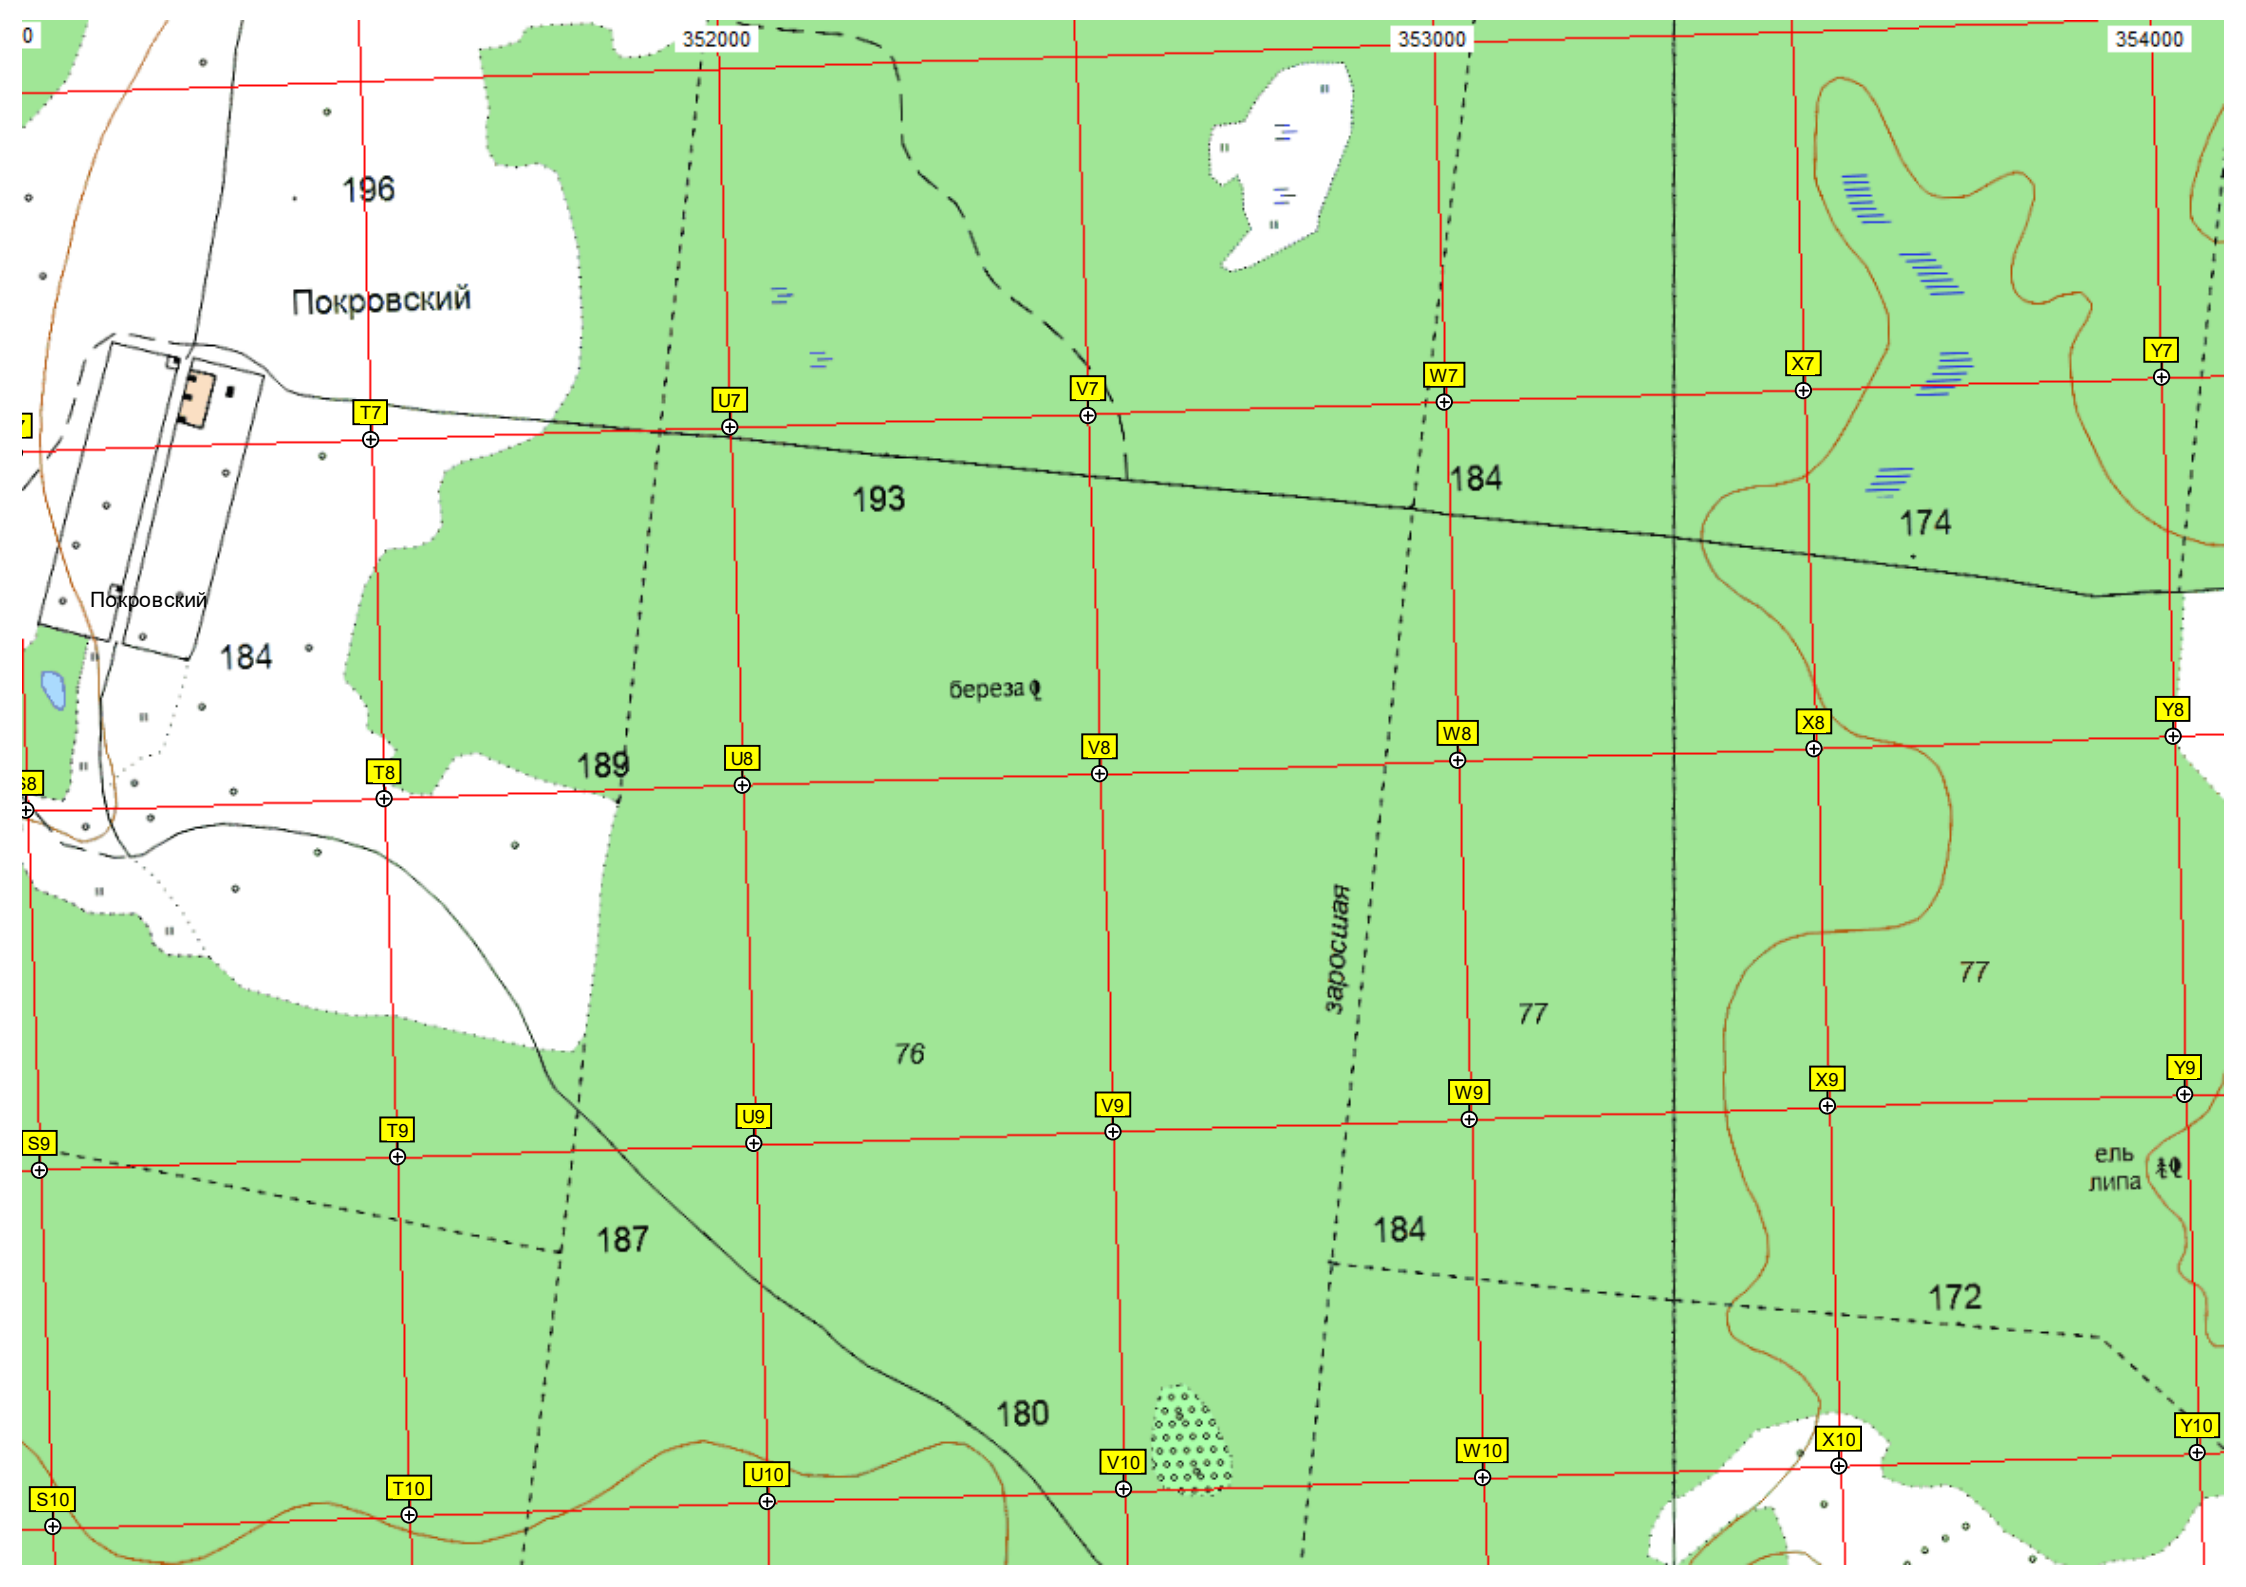 0
352000
353000
354000
196
Покровский
T7
U7
V7
W7
X7
Y7
193
184
174
Покровский
184
береза
189
S8
T8
U8
V8
W8
X8
Y8
заросшая
77
77
76
S9
T9
U9
V9
W9
X9
Y9
ель
липа
187
184
172
180
S10
T10
U10
V10
W10
X10
Y10